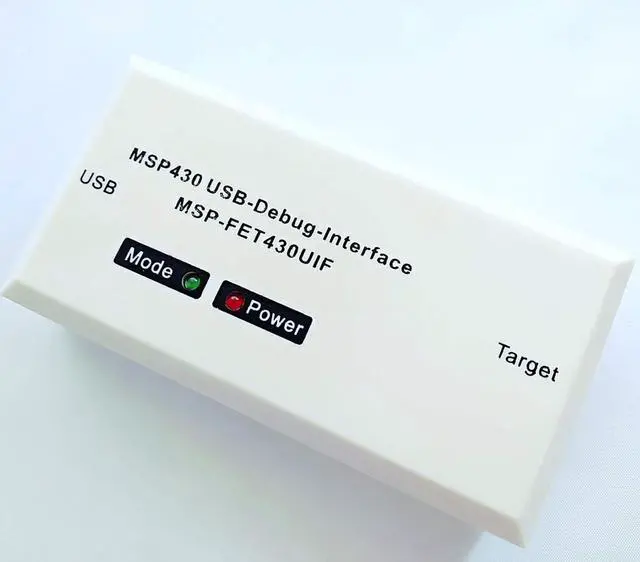 MSP430 USB-Debug-Interface
MSP-FET430UIF
USB
Mode
Power
Target